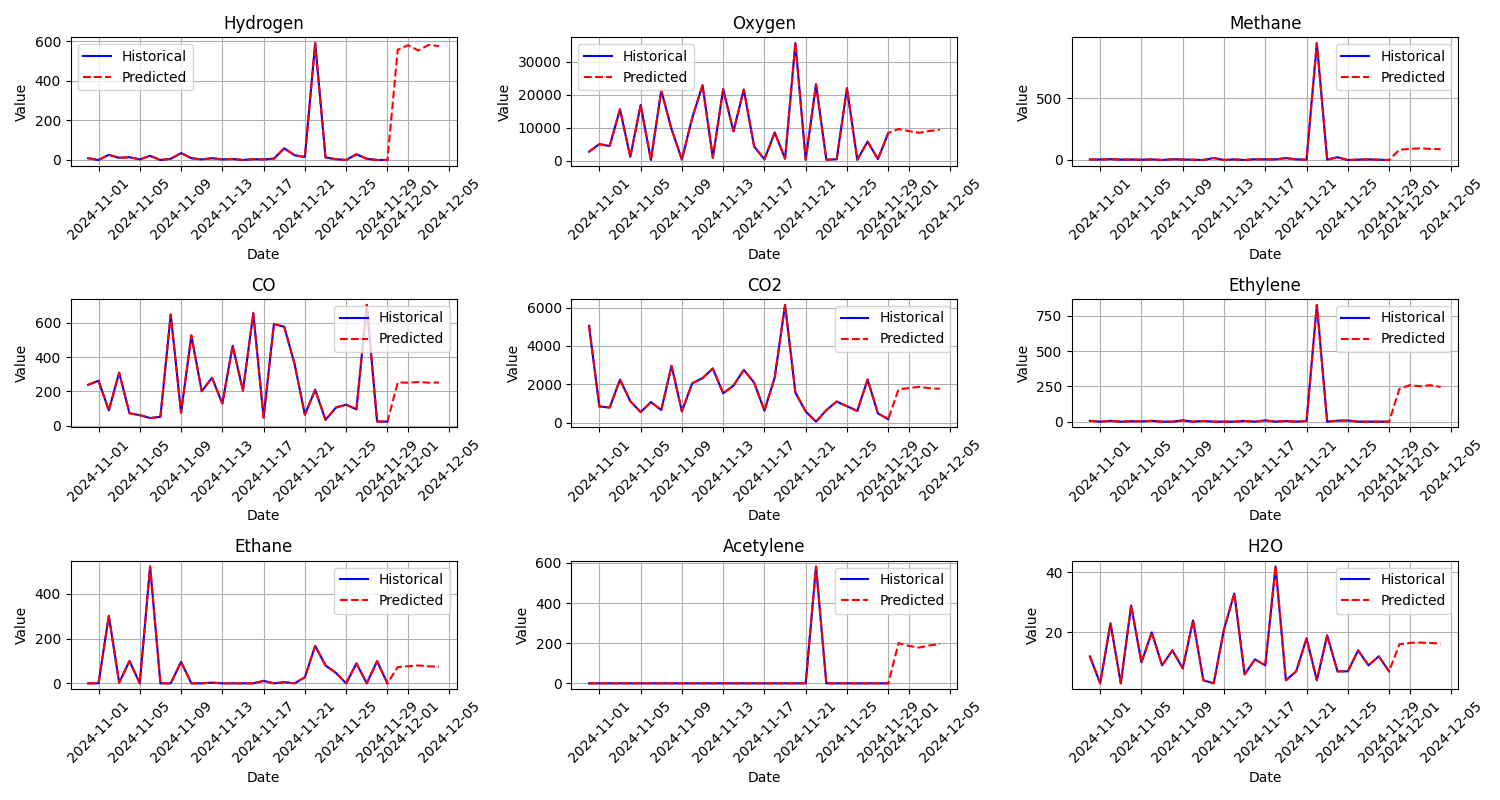 Hydrogen
600
400
200
0
Value
Historical
Predicted
2024-11-01
2024-11-05
2024-11-09
2024-11-13
2024-11-17
2024-11-21
2024-11-25
2024-11-29
2024-12-01
2024-12-05
Date
Oxygen
30000
20000
10000
0
Value
Historical
Predicted
2024-11-01
2024-11-05
2024-11-09
2024-11-13
2024-11-17
2024-11-21
2024-11-25
2024-11-29
2024-12-01
2024-12-05
Date
Methane
500
0
Value
Historical
Predicted
2024-11-01
2024-11-05
2024-11-09
2024-11-13
2024-11-17
2024-11-21
2024-11-25
2024-11-29
2024-12-01
2024-12-05
Date
CO
600
400
200
0
Value
Historical
Predicted
2024-11-01
2024-11-05
2024-11-09
2024-11-13
2024-11-17
2024-11-21
2024-11-25
2024-11-29
2024-12-01
2024-12-05
Date
CO2
6000
4000
2000
0
Value
Historical
Predicted
2024-11-01
2024-11-05
2024-11-09
2024-11-13
2024-11-17
2024-11-21
2024-11-25
2024-11-29
2024-12-01
2024-12-05
Date
Ethylene
750
500
250
0
Value
Historical
Predicted
2024-11-01
2024-11-05
2024-11-09
2024-11-13
2024-11-17
2024-11-21
2024-11-25
2024-11-29
2024-12-01
2024-12-05
Date
Ethane
400
200
0
Value
Historical
Predicted
2024-11-01
2024-11-05
2024-11-09
2024-11-13
2024-11-17
2024-11-21
2024-11-25
2024-11-29
2024-12-01
2024-12-05
Date
Acetylene
600
400
200
0
Value
Historical
Predicted
2024-11-01
2024-11-05
2024-11-09
2024-11-13
2024-11-17
2024-11-21
2024-11-25
2024-11-29
2024-12-01
2024-12-05
Date
H2O
40
20
Value
Historical
Predicted
2024-11-01
2024-11-05
2024-11-09
2024-11-13
2024-11-17
2024-11-21
2024-11-25
2024-11-29
2024-12-01
2024-12-05
Date